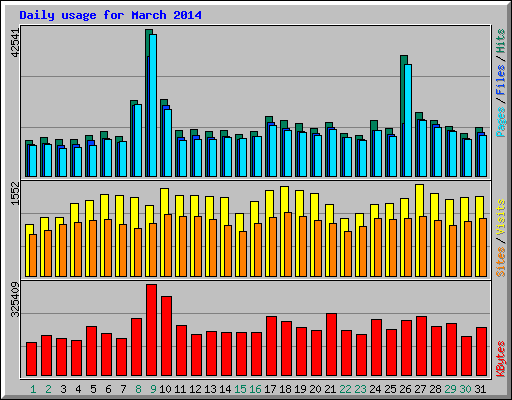 Daily usage for March 2014
42541
Pages / Files / Hits
1552
Sites / Visits
325409
KBytes
1 2 3 4 5 6 7 8 9 10 11 12 13 14 15 16 17 18 19 20 21 22 23 24 25 26 27 28 29 30 31